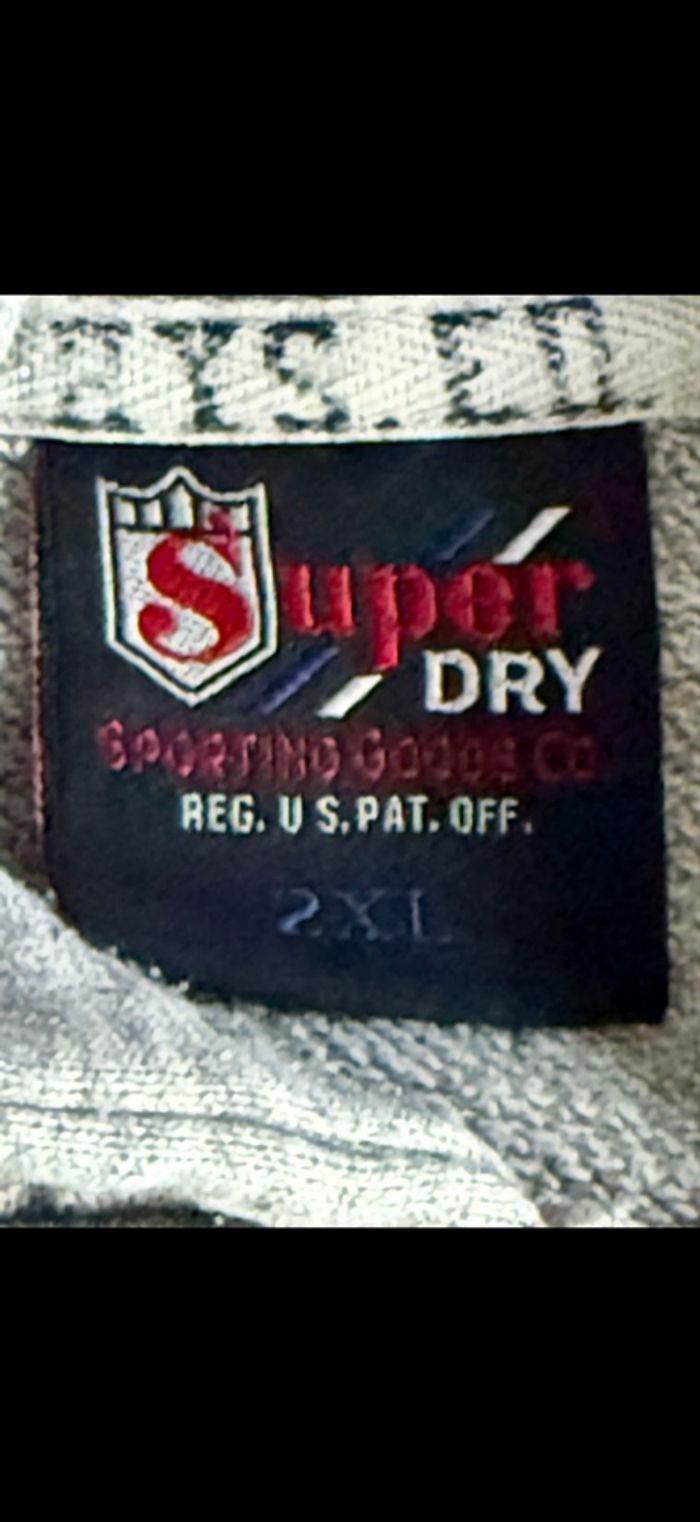 Super
DRY
SPORTING GOODS CO
REG. U S. PAT. OFF.
2XL